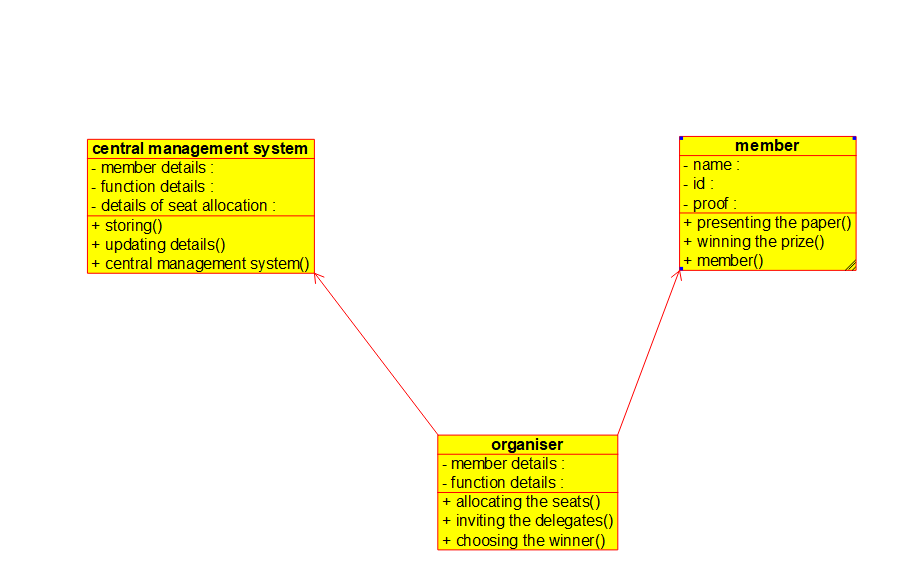 central management system
- member details :
- function details :
- details of seat allocation :
+ storing()
+ updating details()
+ central management system()
member
- name :
- id :
- proof :
+ presenting the paper()
+ winning the prize()
+ member()
organiser
- member details :
- function details :
+ allocating the seats()
+ inviting the delegates()
+ choosing the winner()